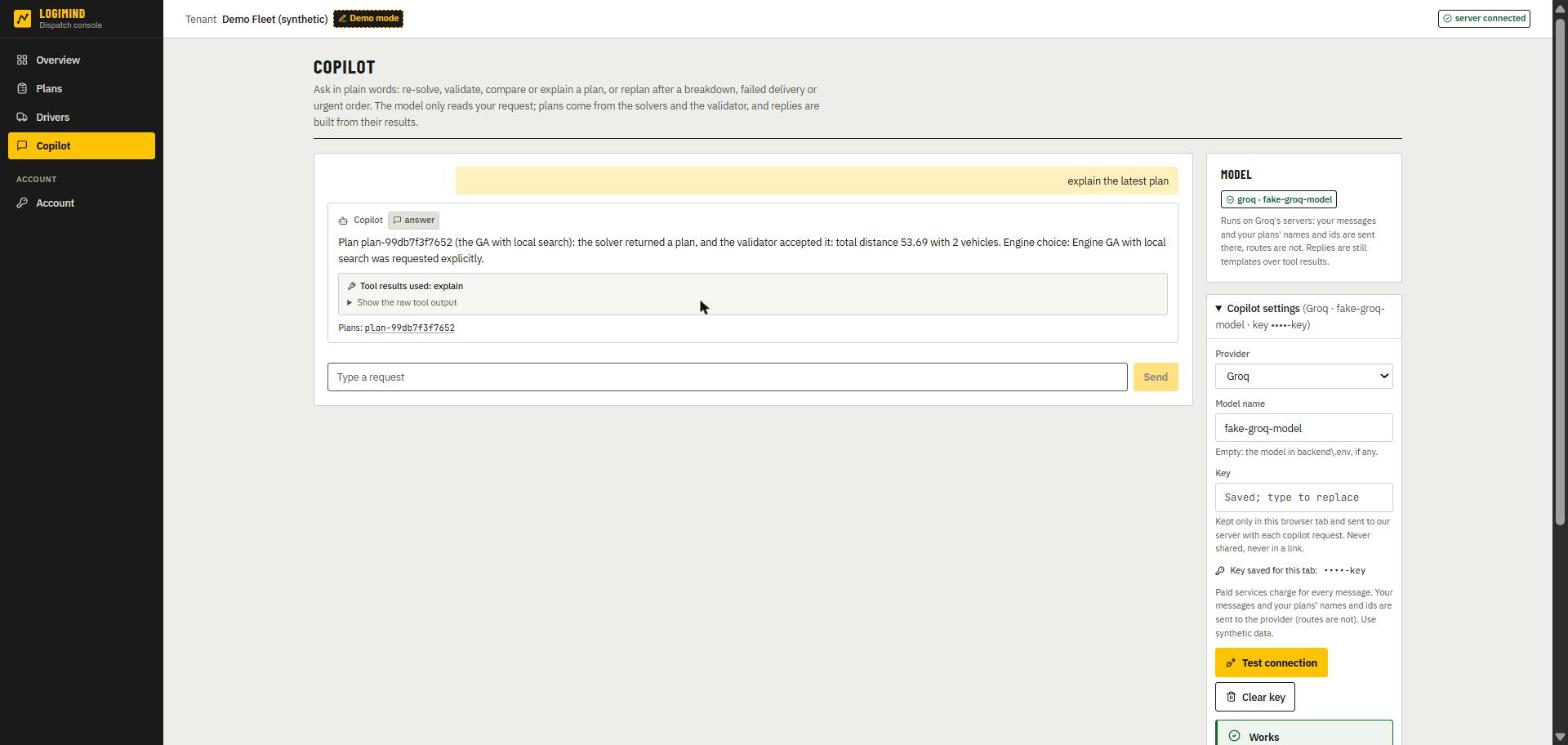 LOGIMIND
Dispatch console
Overview
Plans
Drivers
Copilot
ACCOUNT
Account
Tenant Demo Fleet (synthetic) Demo mode
server connected
COPILOT
Ask in plain words: re-solve, validate, compare or explain a plan, or replan after a breakdown, failed delivery or
urgent order. The model only reads your request; plans come from the solvers and the validator, and replies are
built from their results.
explain the latest plan
Copilot answer
Plan plan-99db7f3f7652 (the GA with local search): the solver returned a plan, and the validator accepted it: total distance 53.69 with 2 vehicles. Engine choice: Engine GA with local
search was requested explicitly.
Tool results used: explain
Show the raw tool output
Plans: plan-99db7f3f7652
Type a request
Send
MODEL
groq · fake-groq-model
Runs on Groq's servers: your messages
and your plans' names and ids are sent
there, routes are not. Replies are still
templates over tool results.
Copilot settings (Groq · fake-groq-
model · key ••••-key)
Provider
Groq
Model name
fake-groq-model
Empty: the model in backend\.env, if any.
Key
Saved; type to replace
Kept only in this browser tab and sent to our
server with each copilot request. Never
shared, never in a link.
Key saved for this tab: ••••-key
Paid services charge for every message. Your
messages and your plans' names and ids are
sent to the provider (routes are not). Use
synthetic data.
Test connection
Clear key
Works